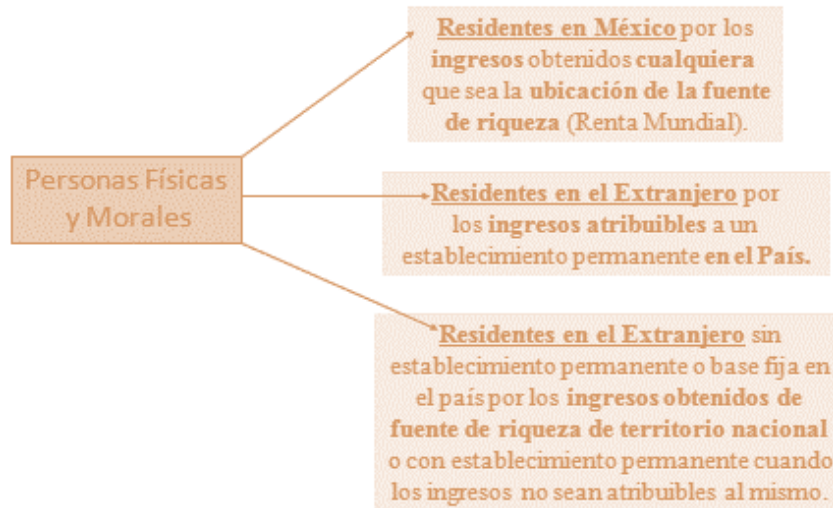 Residentes en México por los
ingresos obtenidos cualquiera
que sea la ubicación de la fuente
de riqueza (Renta Mundial).
Personas Físicas
y Morales
Residentes en el Extranjero por
los ingresos atribuibles a un
establecimiento permanente en el País.
Residentes en el Extranjero sin
establecimiento permanente o base fija en
el país por los ingresos obtenidos de
fuente de riqueza de territorio nacional
o con establecimiento permanente cuando
los ingresos no sean atribuibles al mismo.